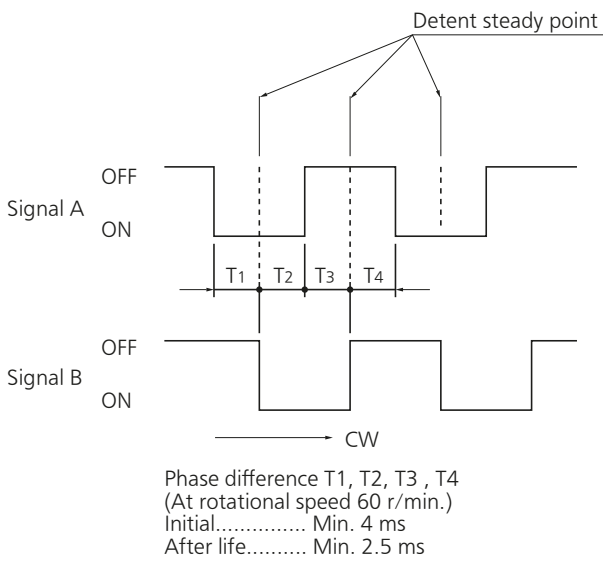 Detent steady point
OFF
Signal A
ON
T1 T2 T3 T4
OFF
Signal B
ON
CW
Phase difference T1, T2, T3 , T4
(At rotational speed 60 r/min.)
Initial............... Min. 4 ms
After life.......... Min. 2.5 ms